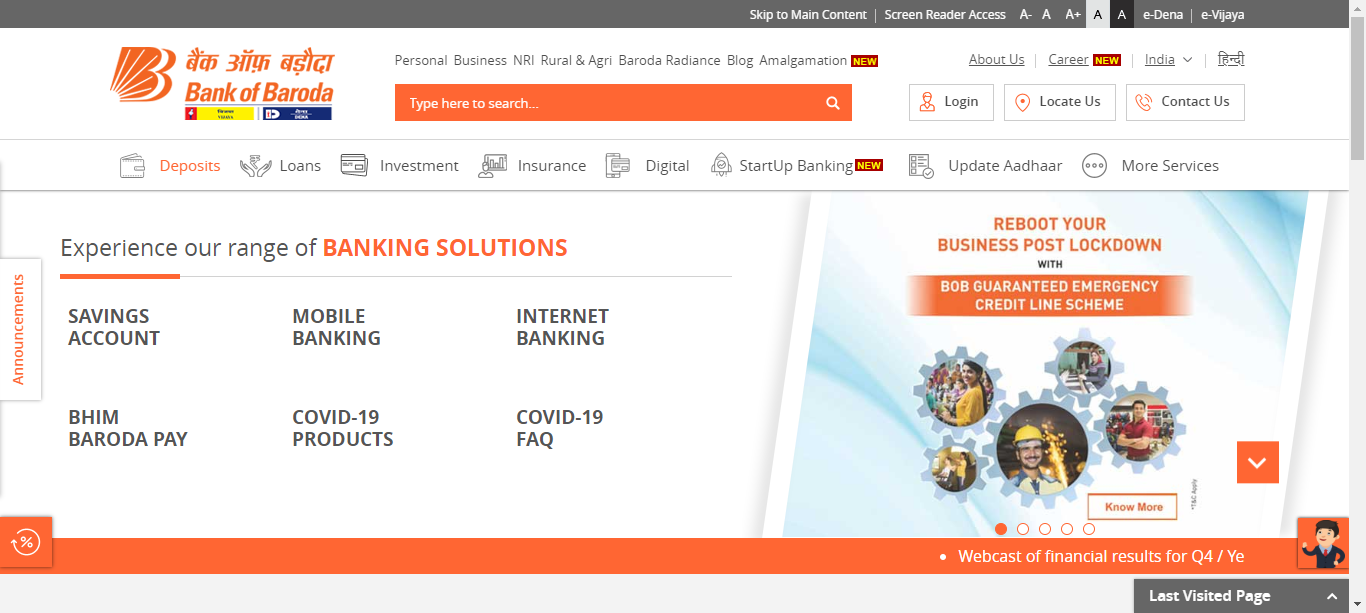 Skip to Main Content | Screen Reader Access A- A A+ A A e-Dena | e-Vijaya
बैंक ऑफ़ बड़ौदा
Bank of Baroda
VIJAYA
DENA
Personal Business NRI Rural & Agri Baroda Radiance Blog Amalgamation NEW
About Us | Career NEW | India | हिन्दी
Type here to search...
Login
Locate Us
Contact Us
Deposits Loans Investment Insurance Digital StartUp Banking NEW Update Aadhaar More Services
Announcements
Experience our range of BANKING SOLUTIONS
SAVINGS
ACCOUNT
MOBILE
BANKING
INTERNET
BANKING
BHIM
BARODA PAY
COVID-19
PRODUCTS
COVID-19
FAQ
REBOOT YOUR
BUSINESS POST LOCKDOWN
WITH
BOB GUARANTEED EMERGENCY
CREDIT LINE SCHEME
Know More
*T&C Apply
%
• Webcast of financial results for Q4 / Ye
Last Visited Page